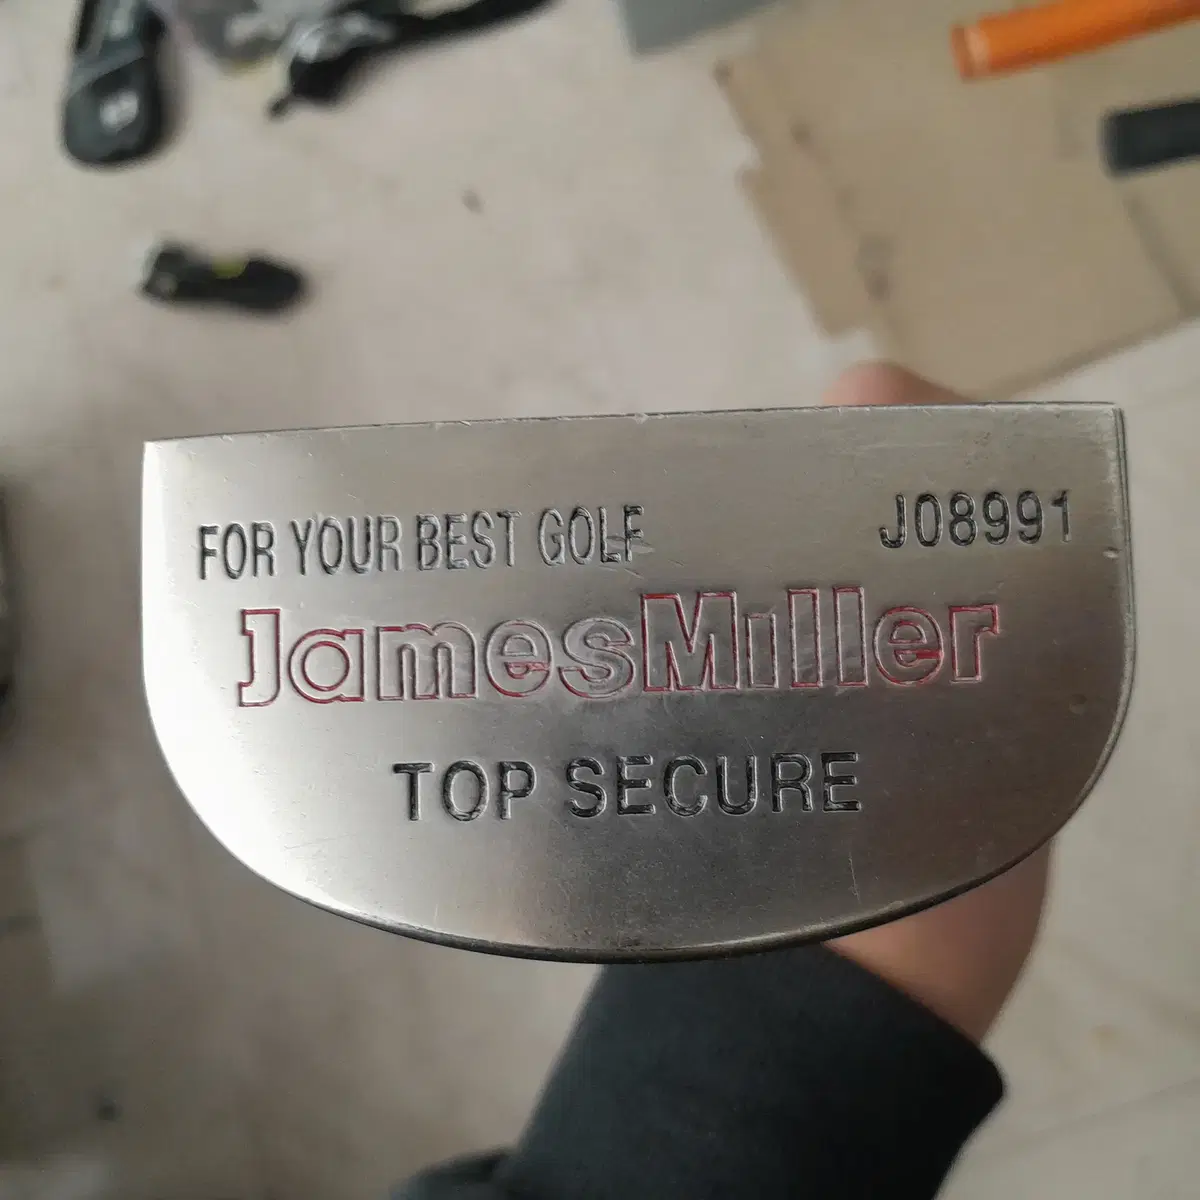 FOR YOUR BEST GOLF J08991
JamesMiller
TOP SECURE